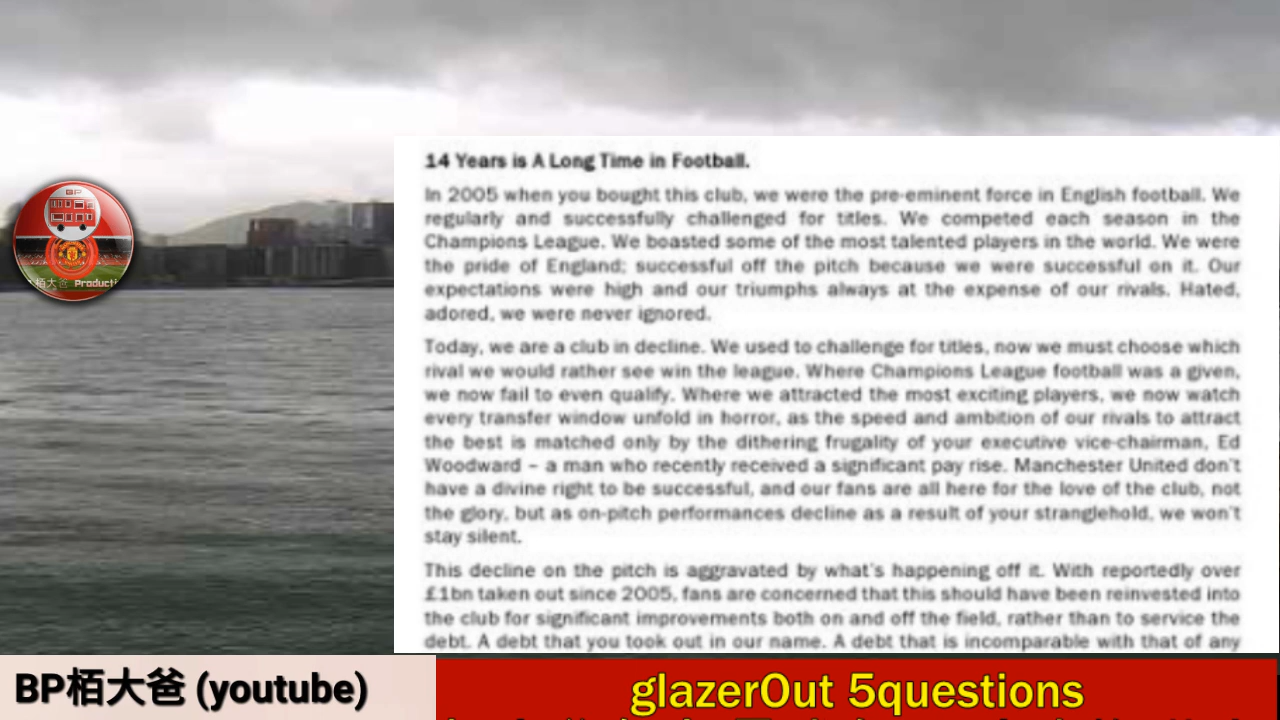 14 Years is A Long Time in Football.
In 2005 when you bought this club, we were the pre-eminent force in English football. We
regularly and successfully challenged for titles. We competed each season in the
Champions League. We boasted some of the most talented players in the world. We were
the pride of England; successful off the pitch because we were successful on it. Our
expectations were high and our triumphs always at the expense of our rivals. Hated,
adored, we were never ignored.
Today, we are a club in decline. We used to challenge for titles, now we must choose which
rival we would rather see win the league. Where Champions League football was a given,
we now fail to even qualify. Where we attracted the most exciting players, we now watch
every transfer window unfold in horror, as the speed and ambition of our rivals to attract
the best is matched only by the dithering frugality of your executive vice-chairman, Ed
Woodward – a man who recently received a significant pay rise. Manchester United don't
have a divine right to be successful, and our fans are all here for the love of the club, not
the glory, but as on-pitch performances decline as a result of your stranglehold, we won't
stay silent.
This decline on the pitch is aggravated by what's happening off it. With reportedly over
£1bn taken out since 2005, fans are concerned that this should have been reinvested into
the club for significant improvements both on and off the field, rather than to service the
debt. A debt that you took out in our name. A debt that is incomparable with that of any
BP
栢大爸 Producti
BP栢大爸 (youtube)
glazerOut 5questions